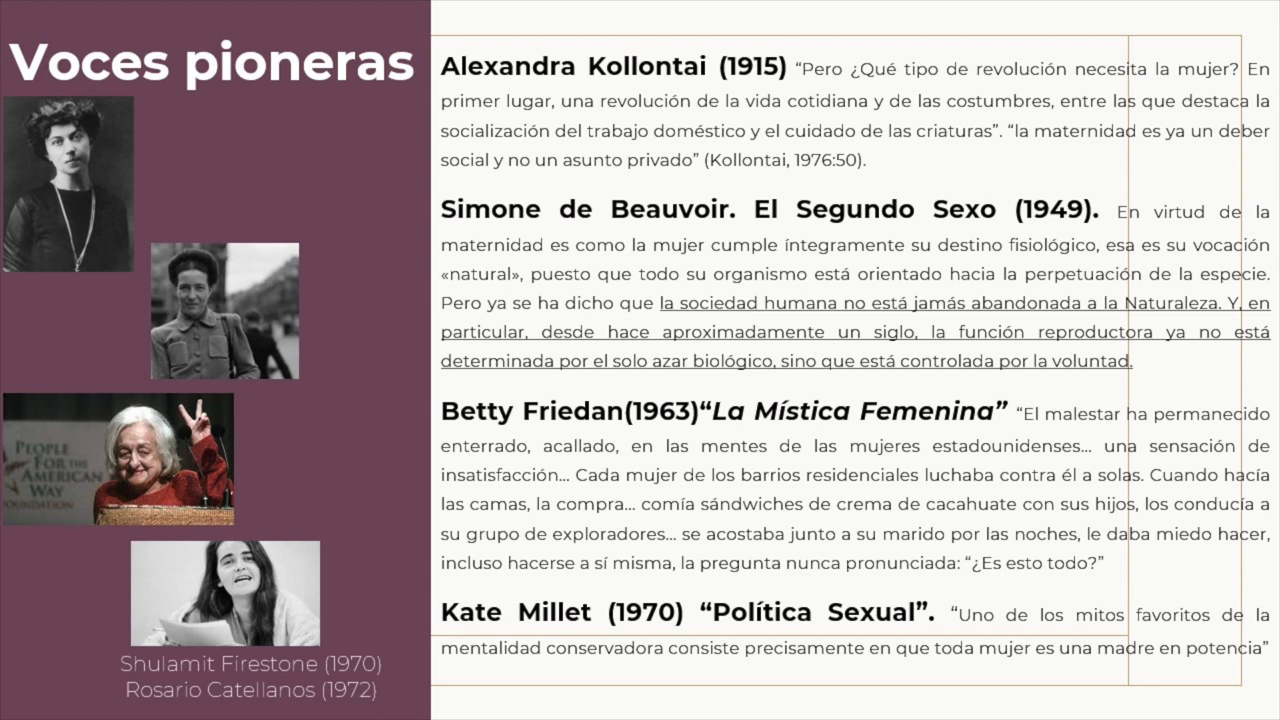 Voces pioneras
PEOPLE
FOR THE
AMERICAN
WAY
FOUNDATION
Shulamit Firestone (1970)
Rosario Catellanos (1972)
Alexandra Kollontai (1915) “Pero ¿Qué tipo de revolución necesita la mujer? En
primer lugar, una revolución de la vida cotidiana y de las costumbres, entre las que destaca la
socialización del trabajo doméstico y el cuidado de las criaturas”. “la maternidad es ya un deber
social y no un asunto privado” (Kollontai, 1976:50).
Simone de Beauvoir. El Segundo Sexo (1949). En virtud de la
maternidad es como la mujer cumple íntegramente su destino fisiológico, esa es su vocación
«natural», puesto que todo su organismo está orientado hacia la perpetuación de la especie.
Pero ya se ha dicho que la sociedad humana no está jamás abandonada a la Naturaleza. Y, en
particular, desde hace aproximadamente un siglo, la función reproductora ya no está
determinada por el solo azar biológico, sino que está controlada por la voluntad.
Betty Friedan(1963)“La Mística Femenina” “El malestar ha permanecido
enterrado, acallado, en las mentes de las mujeres estadounidenses... una sensación de
insatisfacción... Cada mujer de los barrios residenciales luchaba contra él a solas. Cuando hacía
las camas, la compra... comía sándwiches de crema de cacahuate con sus hijos, los conducía a
su grupo de exploradores... se acostaba junto a su marido por las noches, le daba miedo hacer,
incluso hacerse a sí misma, la pregunta nunca pronunciada: “¿Es esto todo?”
Kate Millet (1970) “Política Sexual”. “Uno de los mitos favoritos de la
mentalidad conservadora consiste precisamente en que toda mujer es una madre en potencia”